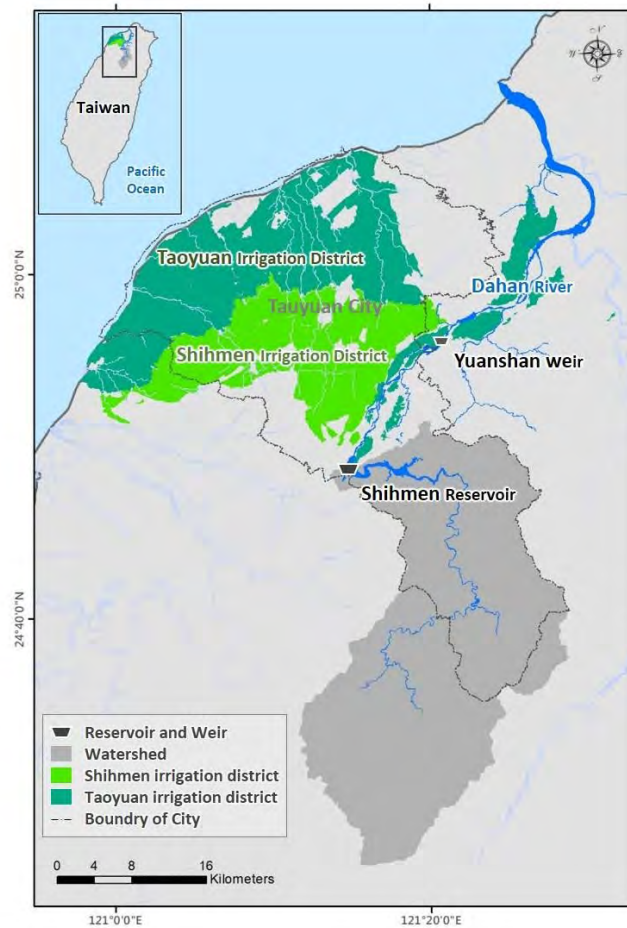 Taiwan
Pacific
Ocean
N
W E
S
Taoyuan Irrigation District
Dahan River
Tauyuan City
Shihmen Irrigation District
Yuanshan weir
Shihmen Reservoir
25°0'0"N
24°40'0"N
Reservoir and Weir
Watershed
Shihmen irrigation district
Taoyuan irrigation district
Boundry of City
0 4 8 16
Kilometers
121°0'0"E
121°20'0"E